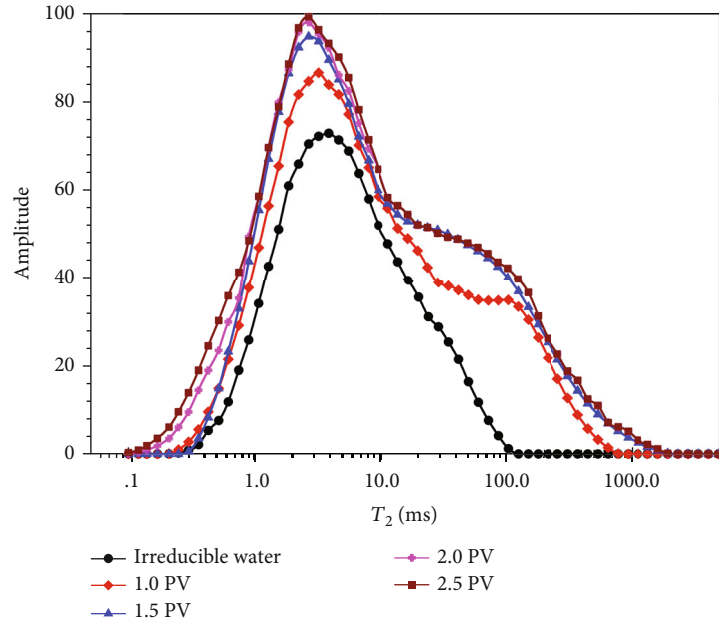 100
80
60
40
20
0
Amplitude
.1 1.0 10.0 100.0 1000.0
T₂ (ms)
Irreducible water
1.0 PV
1.5 PV
2.0 PV
2.5 PV